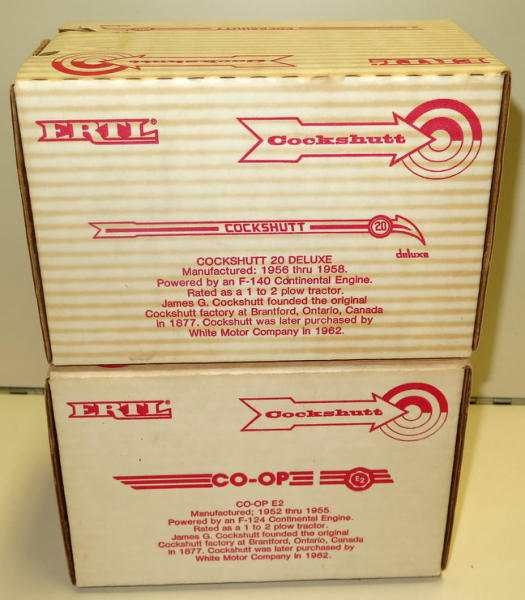 Cockshutt
ERTL
ERTL®
Cockshutt
COCKSHUTT 20
deluxe
COCKSHUTT 20 DELUXE
Manufactured: 1956 thru 1958.
Powered by an F-140 Continental Engine.
Rated as a 1 to 2 plow tractor.
James G. Cockshutt founded the original
Cockshutt factory at Brantford, Ontario, Canada
in 1877. Cockshutt was later purchased by
White Motor Company in 1962.
ERTL®
Cockshutt
CO-OP E2
CO-OP E2
Manufactured; 1952 thru 1955.
Powered by an F-124 Continental Engine.
Rated as a 1 to 2 plow tractor.
James G. Cockshutt founded the original
Cockshutt factory at Brantford, Ontario, Canada
in 1877. Cockshutt was later purchased by
White Motor Company in 1962.